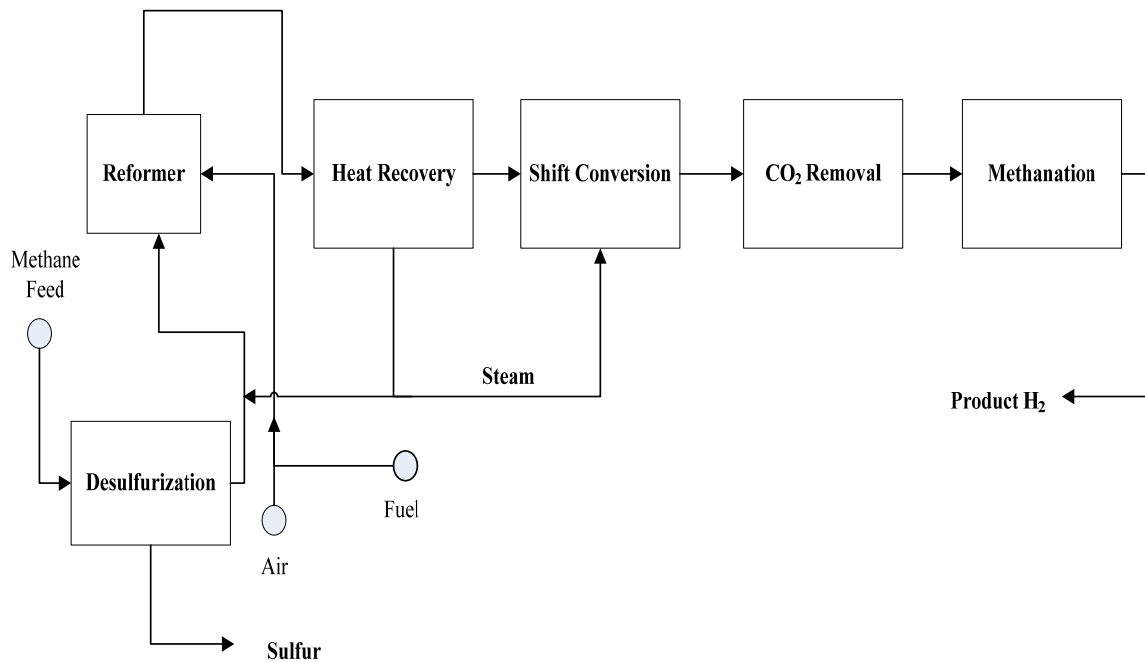 Reformer
Heat Recovery
Shift Conversion
CO₂ Removal
Methanation
Methane
Feed
Steam
Product H₂
Desulfurization
Fuel
Air
Sulfur